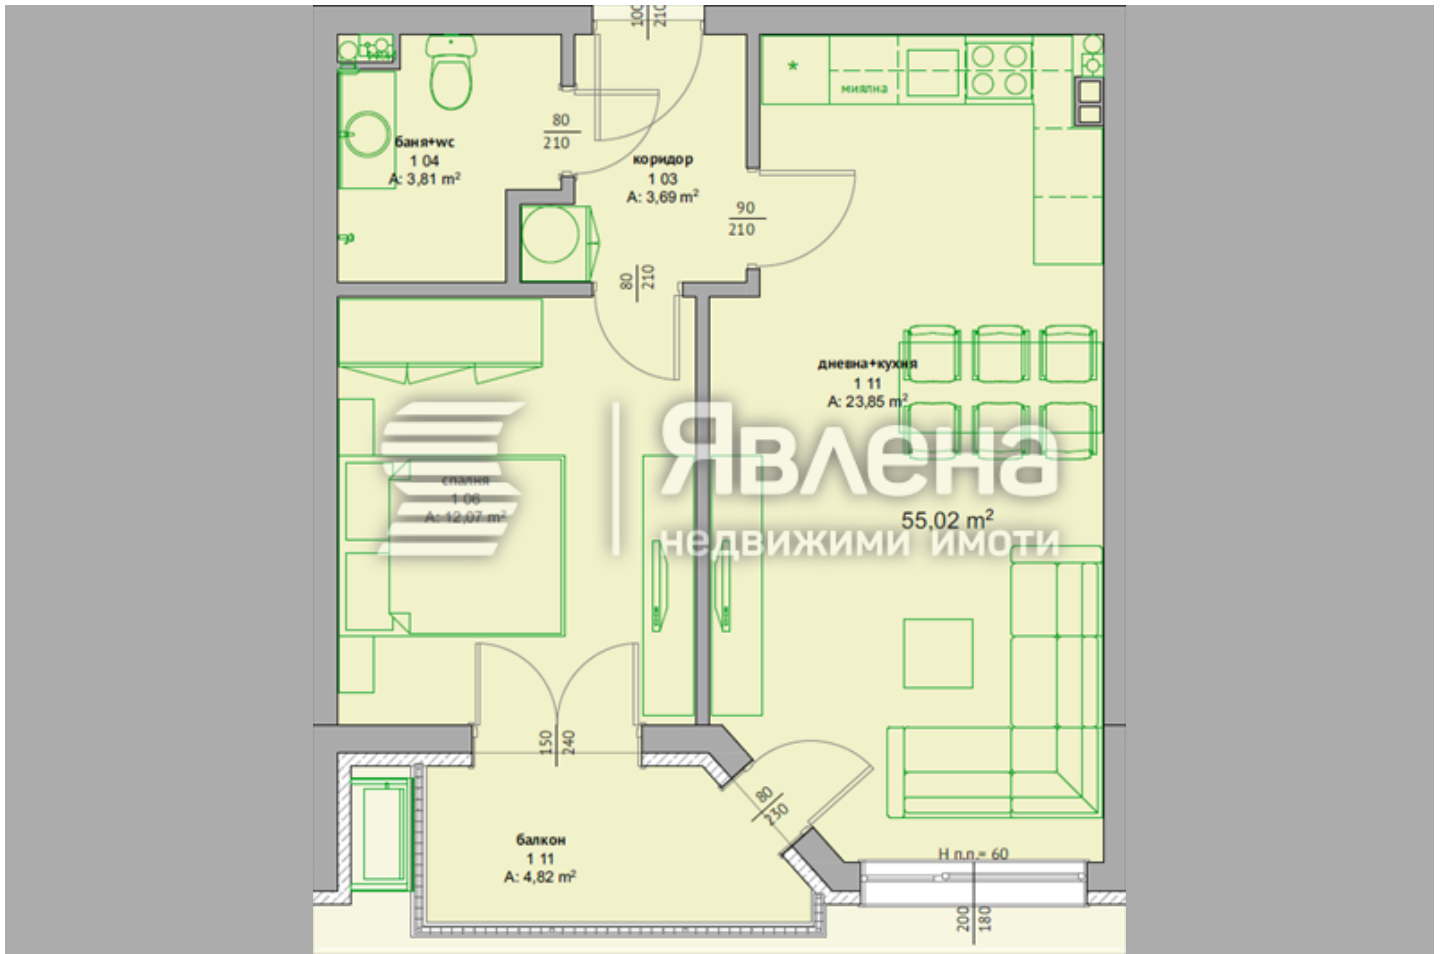 100
210
*
миялна
80
210
баня+wc
1 04
A: 3,81 m²
коридор
1 03
A: 3,69 m²
90
210
80
210
дневна+кухня
1 11
A: 23,85 m²
Явлена
недвижими имоти
спалня
1 06
A: 12,07 m²
55,02 m²
150
240
80
230
балкон
1 11
A: 4,82 m²
Н п.п.= 60
200
180